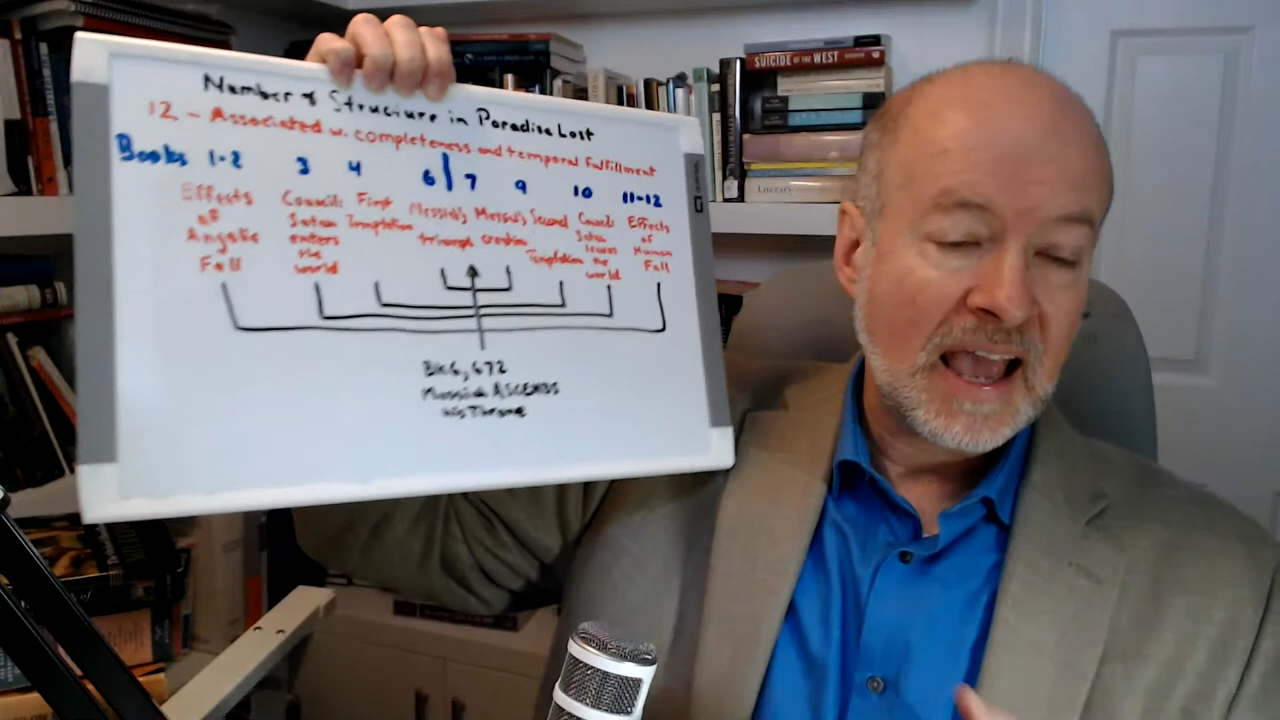 Number & Structure in Paradise Lost
12 - Associated w. completeness and temporal fulfillment
Books 1-2 3 4 6 7 9 10 11-12
Effects of Angelic Fall
Council: Satan enters the world
First Temptation
Messiah's triumph
Messiah's creation
Second Temptation
Council: Satan leaves the world
Effects of Human Fall
Bk 6, 672
Messiah ASCENDS
his Throne
SUICIDE OF THE WEST
Literary